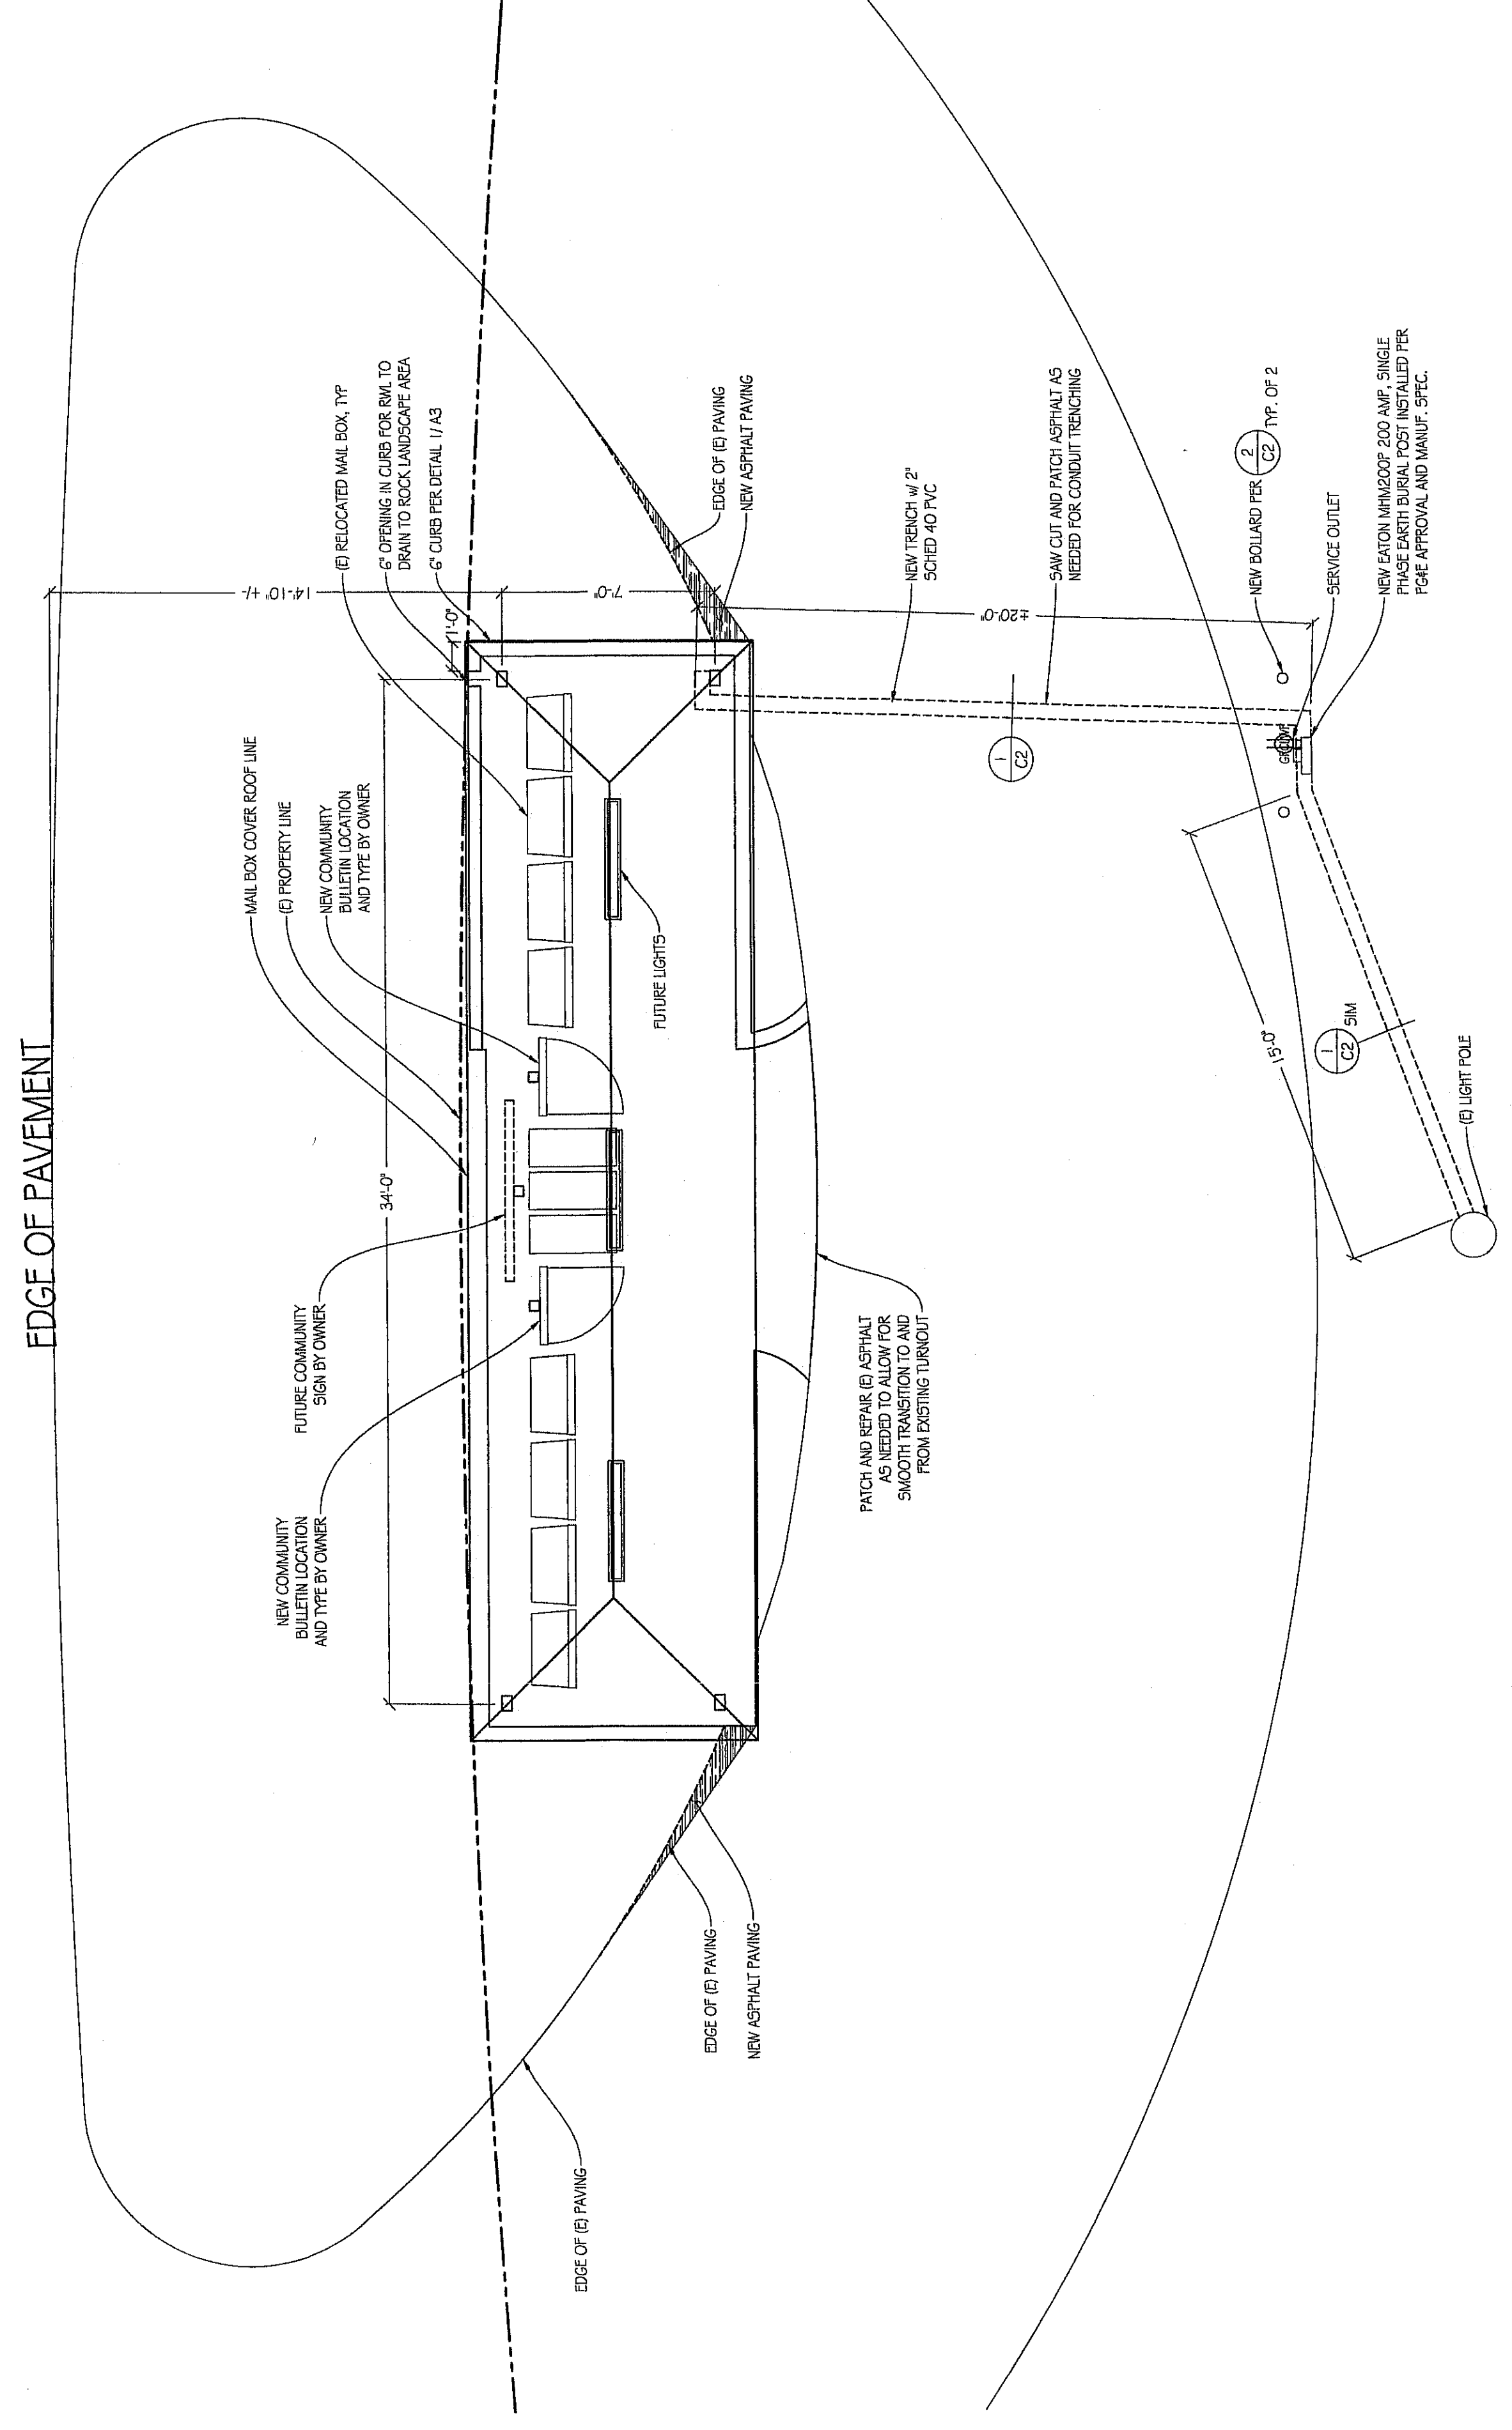 EDGE OF PAVEMENT
MAIL BOX COVER ROOF LINE
(E) PROPERTY LINE
NEW COMMUNITY
BULLETIN LOCATION
AND TYPE BY OWNER
(E) RELOCATED MAIL BOX, TYP
6" OPENING IN CURB FOR RWL TO
DRAIN TO ROCK LANDSCAPE AREA
6" CURB PER DETAIL 1/ A3
14'-10" +/-
7'-0"
1'-0"
34'-0"
FUTURE COMMUNITY
SIGN BY OWNER
NEW COMMUNITY
BULLETIN LOCATION
AND TYPE BY OWNER
FUTURE LIGHTS
EDGE OF (E) PAVING
NEW ASPHALT PAVING
±20'-0"
NEW TRENCH w/ 2"
SCHED 40 PVC
SAW CUT AND PATCH ASPHALT AS
NEEDED FOR CONDUIT TRENCHING
1
C2
NEW BOLLARD PER
2
C2
TYP. OF 2
SERVICE OUTLET
NEW EATON MHM200P 200 AMP, SINGLE
PHASE EARTH BURIAL POST INSTALLED PER
PG&E APPROVAL AND MANUF. SPEC.
15'-0"
1
C2
SIM
(E) LIGHT POLE
PATCH AND REPAIR (E) ASPHALT
AS NEEDED TO ALLOW FOR
SMOOTH TRANSITION TO AND
FROM EXISTING TURNOUT
EDGE OF (E) PAVING
NEW ASPHALT PAVING
EDGE OF (E) PAVING